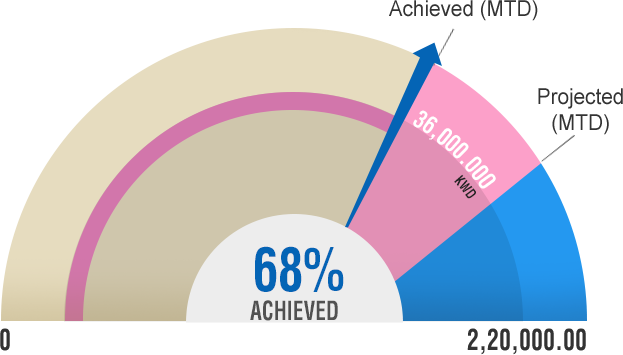 Achieved (MTD)
Projected
(MTD)
36,000.000
KWD
68%
ACHIEVED
0
2,20,000.00